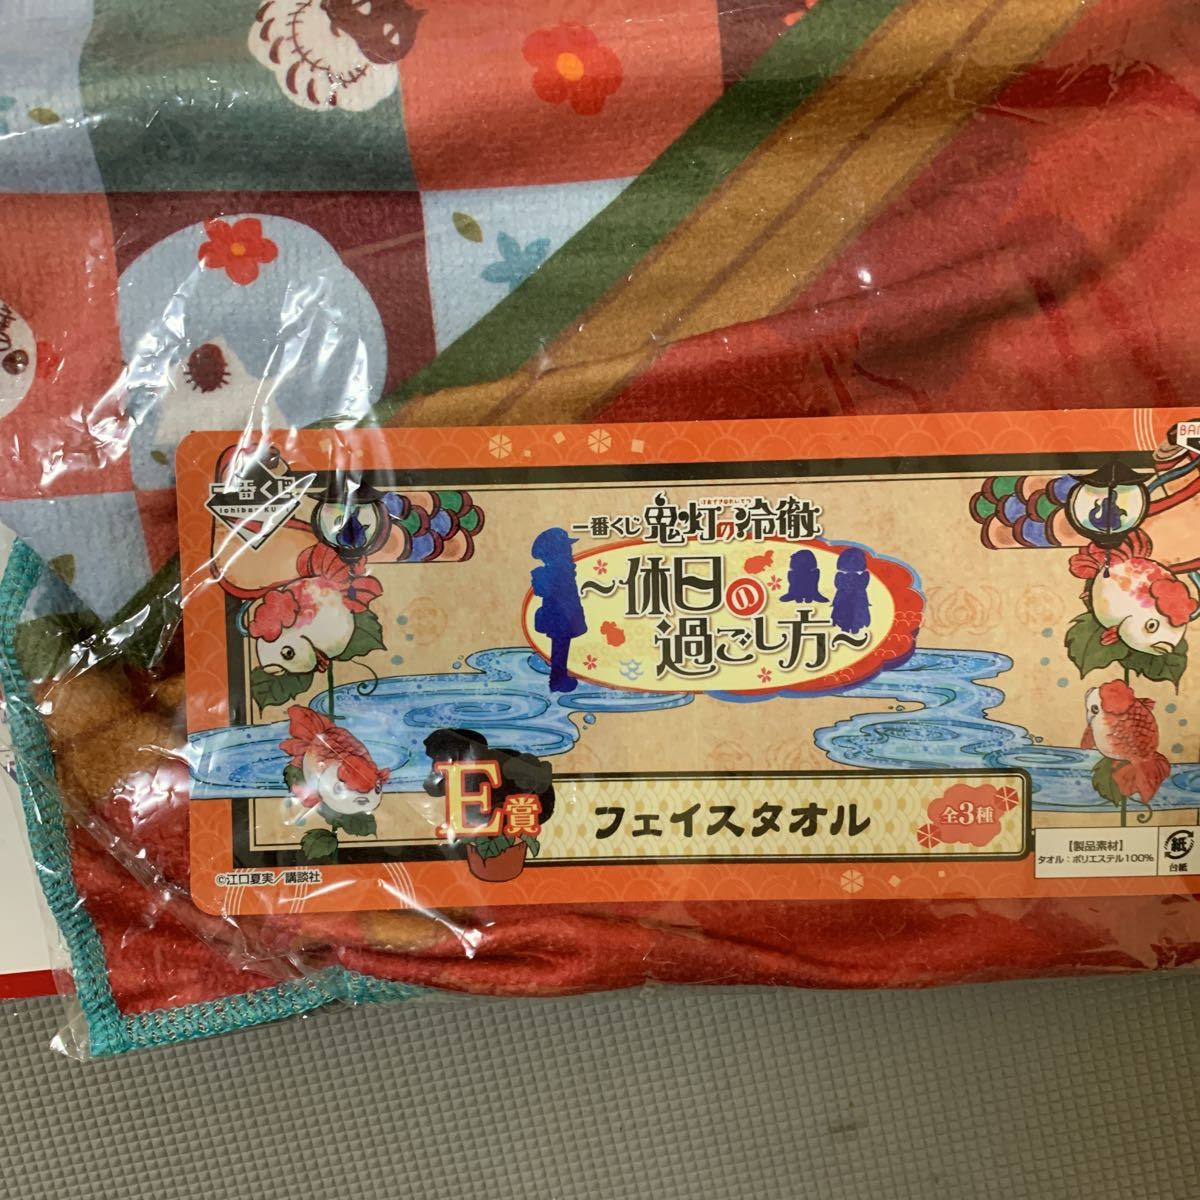 一番くじ
Ichiban KUJI
BAN
ほおずきのれいてつ
一番くじ 鬼灯の冷徹
〜休日の
過ごし方〜
E賞 フェイスタオル 全3種
【製品素材】
タオル：ポリエステル100%
紙
台紙
©江口夏実／講談社